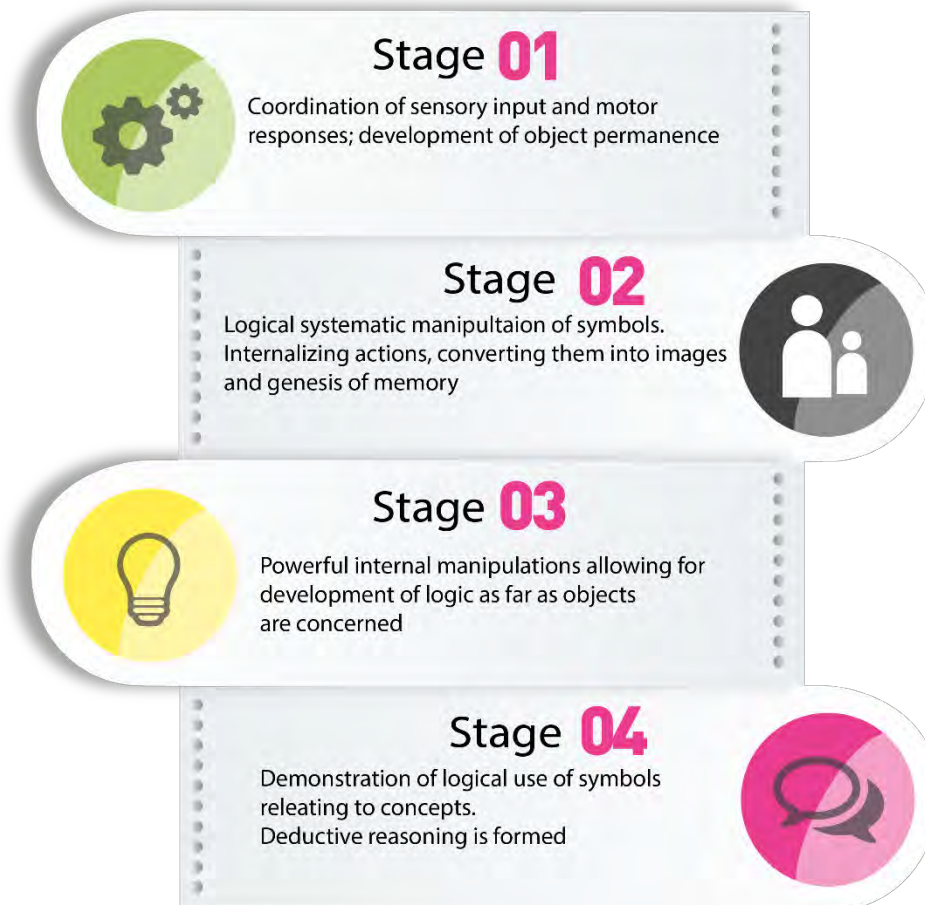 Stage 01
Coordination of sensory input and motor
responses; development of object permanence
Stage 02
Logical systematic manipultaion of symbols.
Internalizing actions, converting them into images
and genesis of memory
Stage 03
Powerful internal manipulations allowing for
development of logic as far as objects
are concerned
Stage 04
Demonstration of logical use of symbols
releating to concepts.
Deductive reasoning is formed